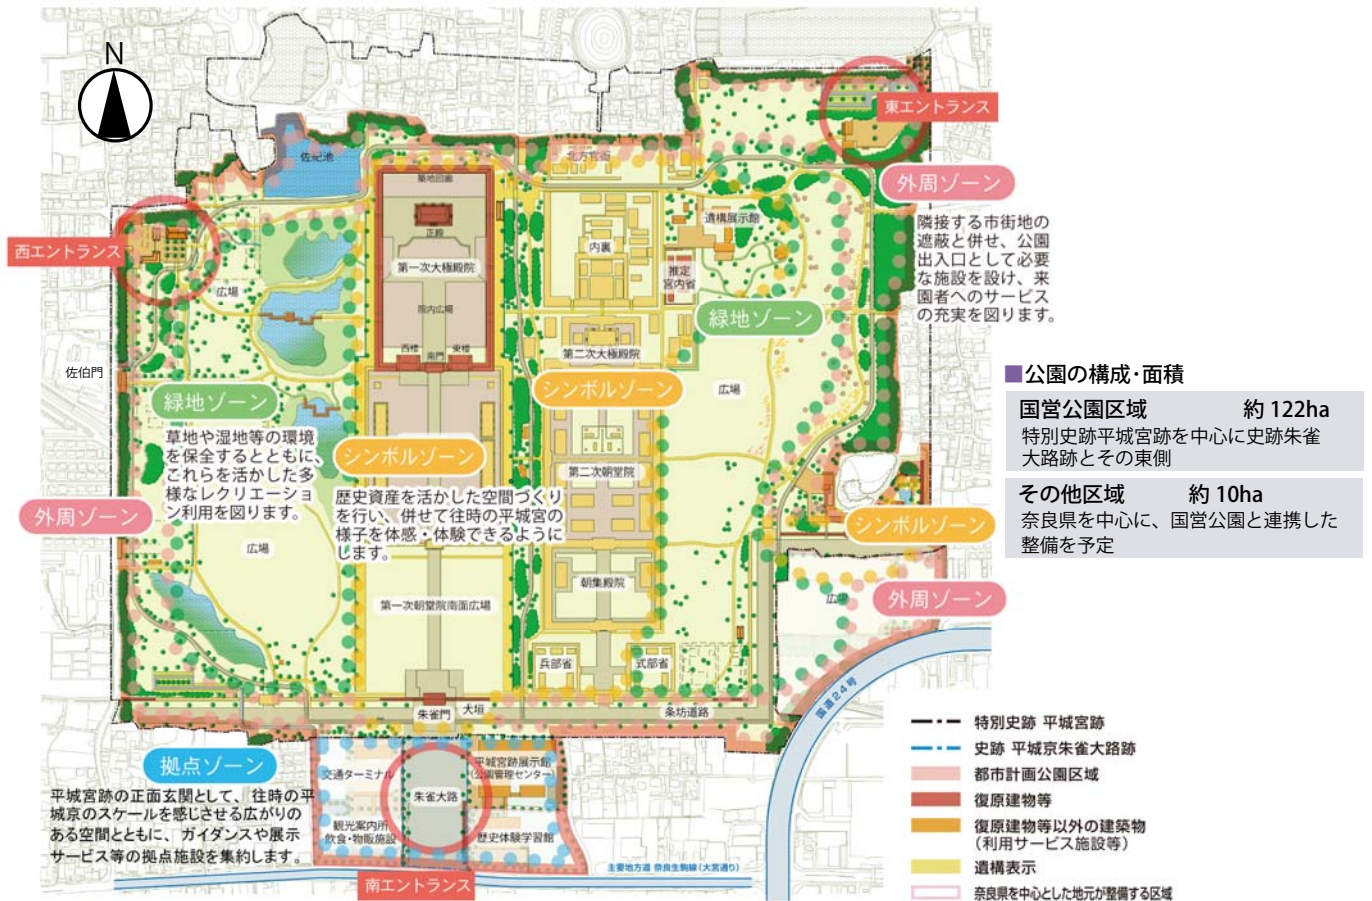 N
東エントランス
佐紀池
北方官衙
築地回廊
外周ゾーン
隣接する市街地の
遮蔽と併せ、公園
出入口として必要
な施設を設け、来
園者へのサービス
の充実を図ります。
正殿
遺構展示館
内裏
西エントランス
第一次大極殿院
推定
宮内省
広場
院内広場
緑地ゾーン
西楼
南門
東楼
第二次大極殿院
佐伯門
シンボルゾーン
広場
■公園の構成・面積
国営公園区域 約 122ha
特別史跡平城宮跡を中心に史跡朱雀
大路跡とその東側
その他区域 約 10ha
奈良県を中心に、国営公園と連携した
整備を予定
緑地ゾーン
草地や湿地等の環境
を保全するとともに、
これらを活かした多
様なレクリエーショ
ン利用を図ります。
シンボルゾーン
歴史資産を活かした空間づくり
を行い、併せて往時の平城宮の
様子を体感・体験できるように
します。
第二次朝堂院
外周ゾーン
シンボルゾーン
広場
朝集殿院
広場
外周ゾーン
第一次朝堂院南面広場
兵部省
式部省
国道24号
朱雀門
大垣
条坊道路
拠点ゾーン
平城宮跡の正面玄関として、往時の平
城京のスケールを感じさせる広がりの
ある空間とともに、ガイダンスや展示
サービス等の拠点施設を集約します。
交通ターミナル
平城宮跡展示館
(公園管理センター)
朱雀大路
観光案内所
飲食・物販施設
歴史体験学習館
主要地方道 奈良生駒線(大宮通り)
南エントランス
特別史跡 平城宮跡
史跡 平城京朱雀大路跡
都市計画公園区域
復原建物等
復原建物等以外の建築物
(利用サービス施設等)
遺構表示
奈良県を中心とした地元が整備する区域